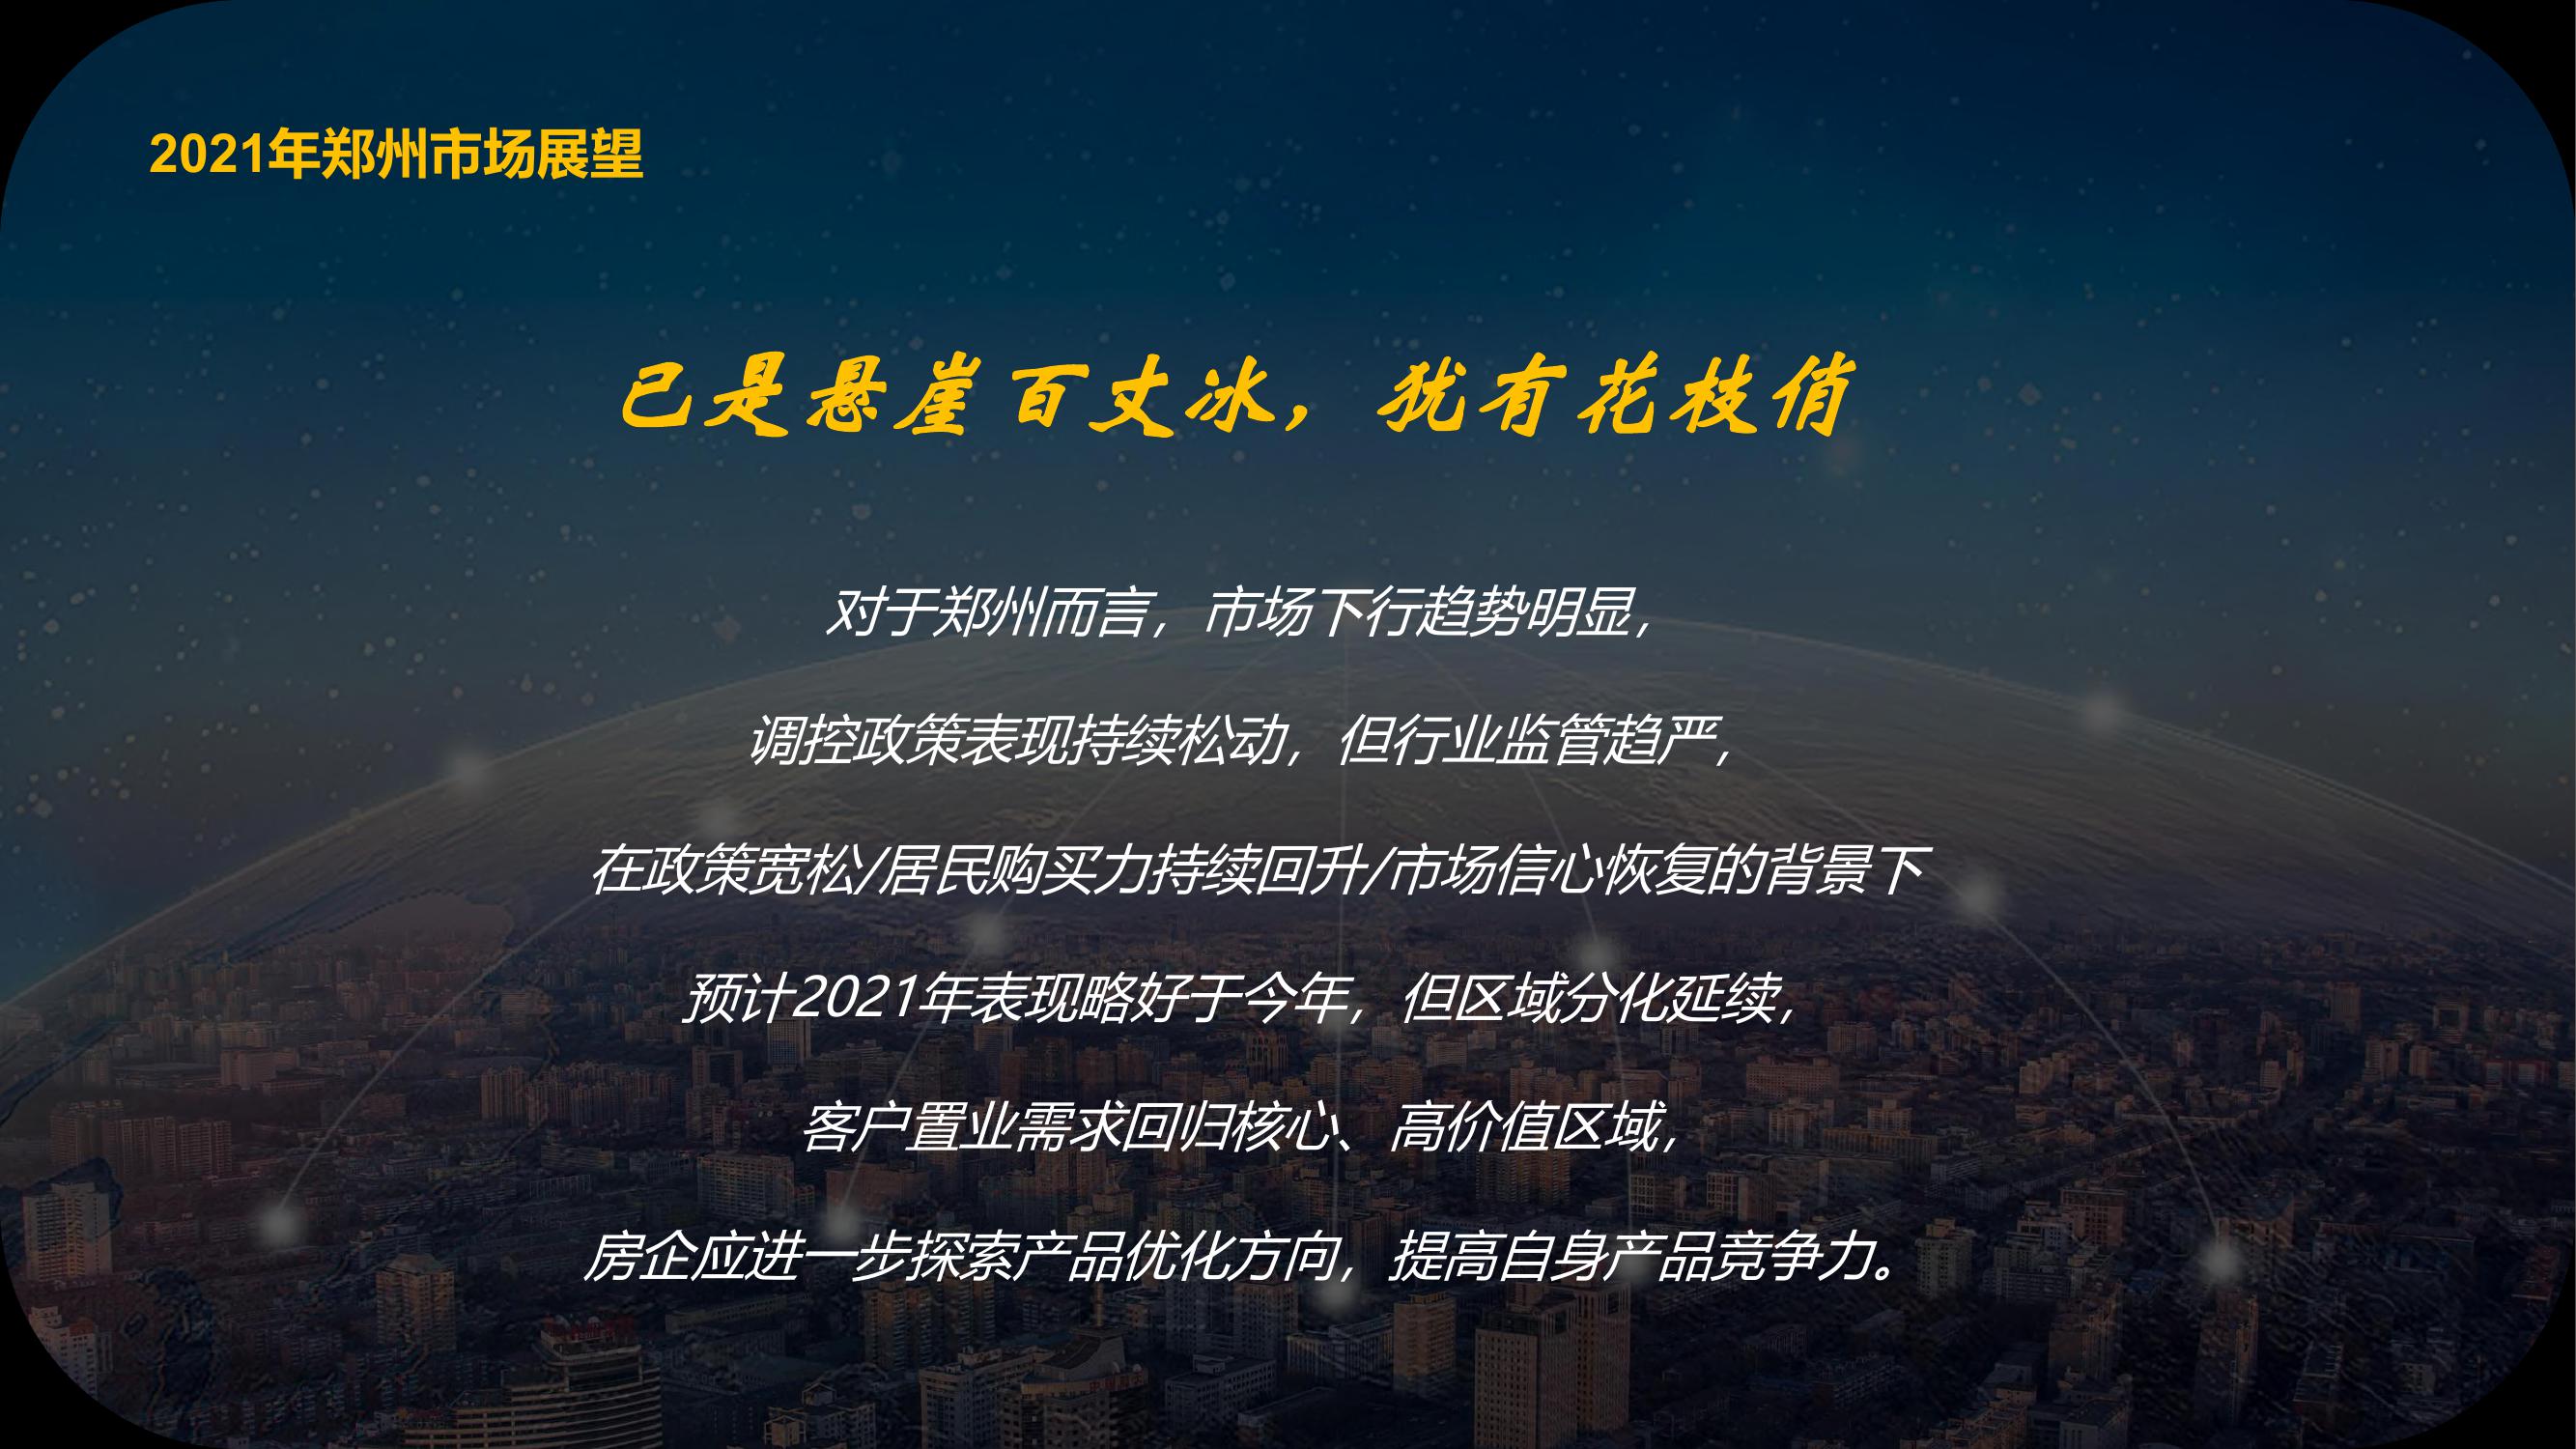 2021年郑州市场展望
已是悬崖百丈冰，犹有花枝俏
对于郑州而言，市场下行趋势明显，
调控政策表现持续松动，但行业监管趋严，
在政策宽松/居民购买力持续回升/市场信心恢复的背景下
预计2021年表现略好于今年，但区域分化延续，
客户置业需求回归核心、高价值区域，
房企应进一步探索产品优化方向，提高自身产品竞争力。